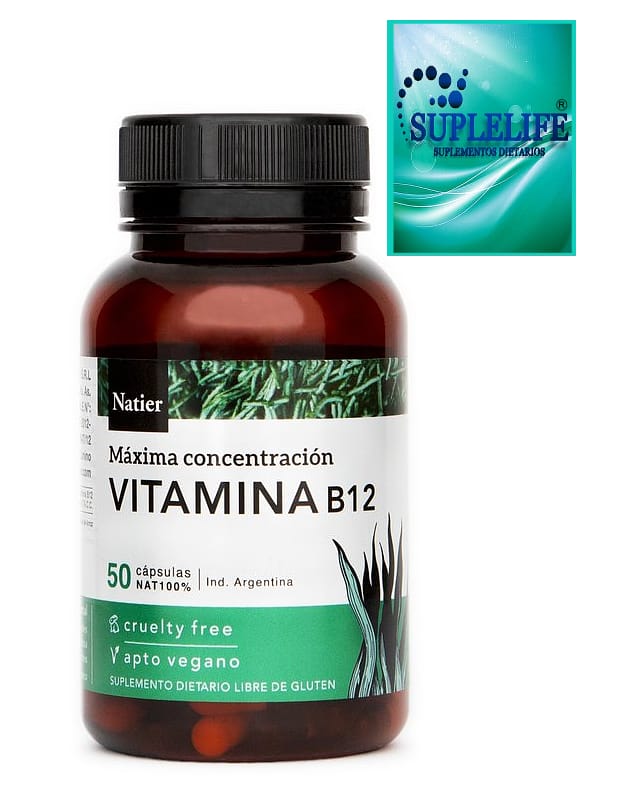 SUPLELIFE
®
SUPLEMENTOS DIETARIOS
Natier
Máxima concentración
VITAMINA B12
50 cápsulas
NAT100%
Ind. Argentina
cruelty free
apto vegano
SUPLEMENTO DIETARIO LIBRE DE GLUTEN